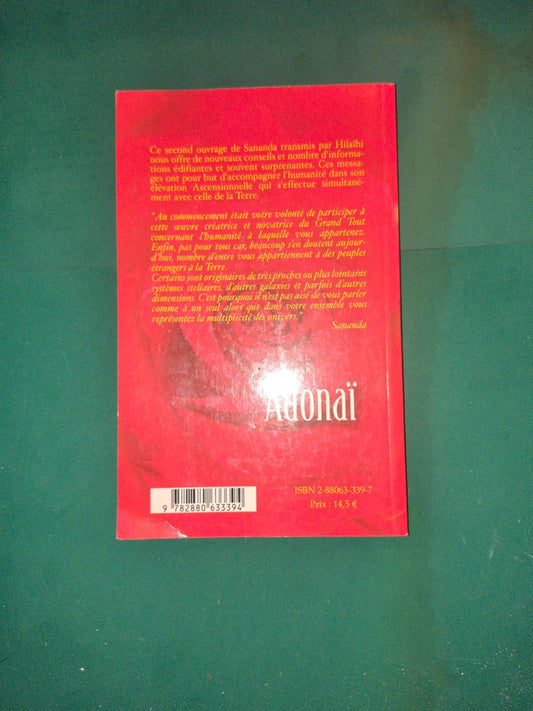 Ce second ouvrage de Sananda transmis par Hilaïhi
nous offre de nouveaux conseils et nombre d'informa-
tions édifiantes et souvent surprenantes. Ces messa-
ges ont pour but d'accompagner l'humanité dans son
élévation Ascensionnelle qui s'effectue simultané-
ment avec celle de la Terre.
"Au commencement était votre volonté de participer à
cette œuvre créatrice et novatrice du Grand Tout
concernant l'humanité à laquelle vous appartenez.
Enfin, pas pour tous car, beaucoup s'en doutent aujour-
d'hui, nombre d'entre vous appartiennent à des peuples
étrangers à la Terre.
Certains sont originaires de très proches ou plus lointains
systèmes stellaires, d'autres galaxies et parfois d'autres
dimensions. C'est pourquoi il n'est pas aisé de vous parler
comme à un seul alors que dans votre ensemble vous
représentez la multiplicité des univers."
Sananda
Adonaï
ISBN 2-88063-339-7
Prix : 14,5 €
9 782880 633394